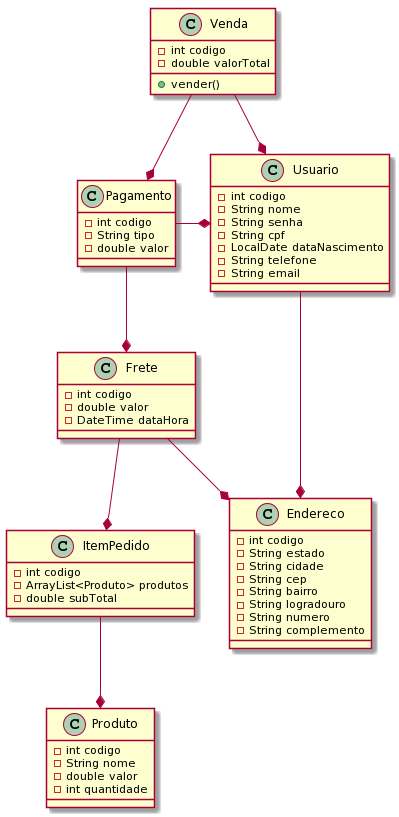 C Venda
int codigo
double valorTotal
vender()
C Pagamento
int codigo
String tipo
double valor
C Usuario
int codigo
String nome
String senha
String cpf
LocalDate dataNascimento
String telefone
String email
C Frete
int codigo
double valor
DateTime dataHora
C ItemPedido
int codigo
ArrayList<Produto> produtos
double subTotal
C Endereco
int codigo
String estado
String cidade
String cep
String bairro
String logradouro
String numero
String complemento
C Produto
int codigo
String nome
double valor
int quantidade